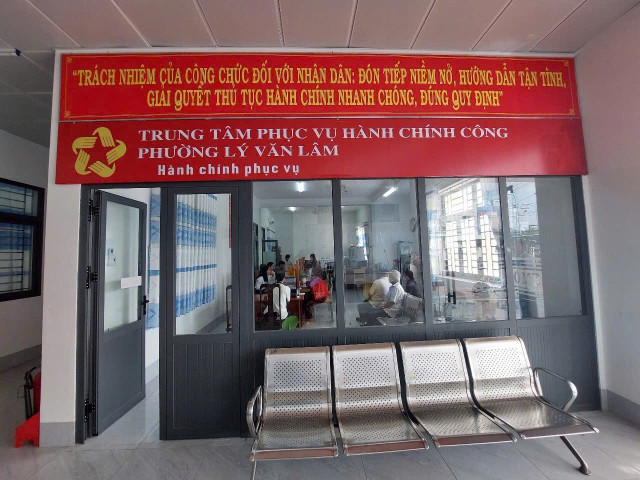 "TRÁCH NHIỆM CỦA CÔNG CHỨC ĐỐI VỚI NHÂN DÂN: ĐÓN TIẾP NIỀM NỞ, HƯỚNG DẪN TẬN TÌNH,
GIẢI QUYẾT THỦ TỤC HÀNH CHÍNH NHANH CHÓNG, ĐÚNG QUY ĐỊNH"
TRUNG TÂM PHỤC VỤ HÀNH CHÍNH CÔNG
PHƯỜNG LÝ VĂN LÂM
Hành chính phục vụ